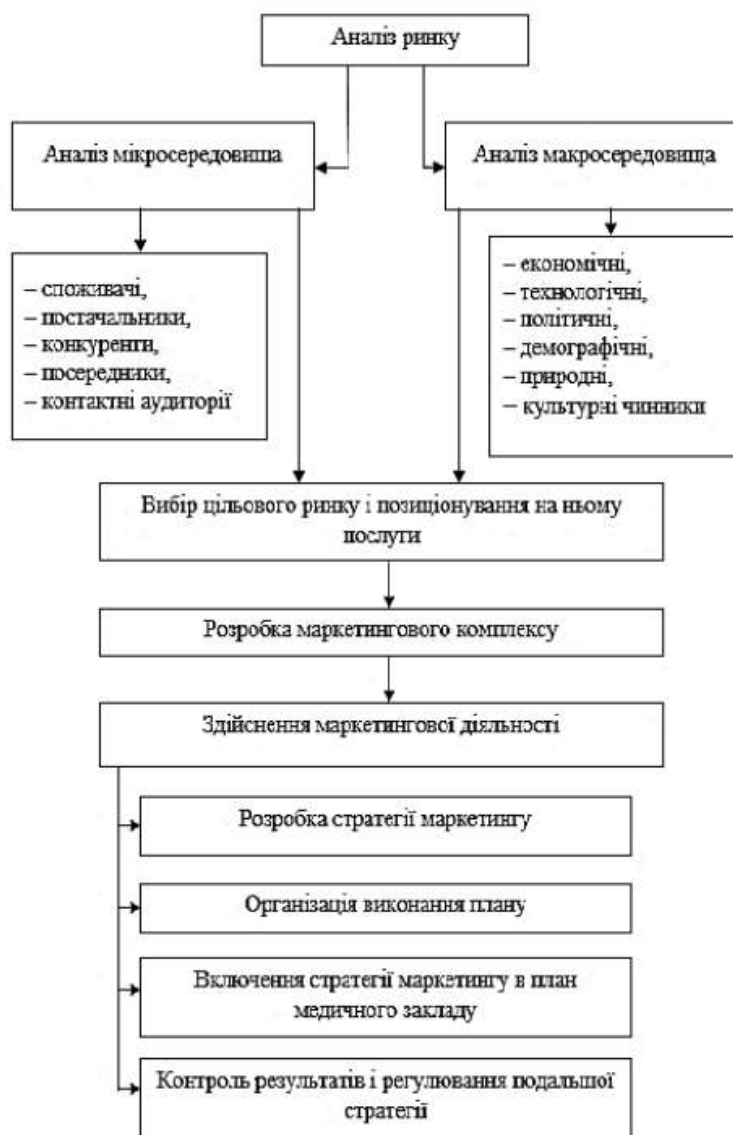 Аналіз ринку
Аналіз мікросередовища
Аналіз макросередовища
– споживачі,
– постачальники,
– конкуренти,
– посередники,
– контактні аудиторії
– економічні,
– технологічні,
– політичні,
– демографічні,
– природні,
– культурні чинники
Вибір цільового ринку і позиціонування на ньому
послуги
Розробка маркетингового комплексу
Здійснення маркетингової діяльності
Розробка стратегії маркетингу
Організація виконання плану
Включення стратегії маркетингу в план
медичного закладу
Контроль результатів і регулювання подальшої
стратегії